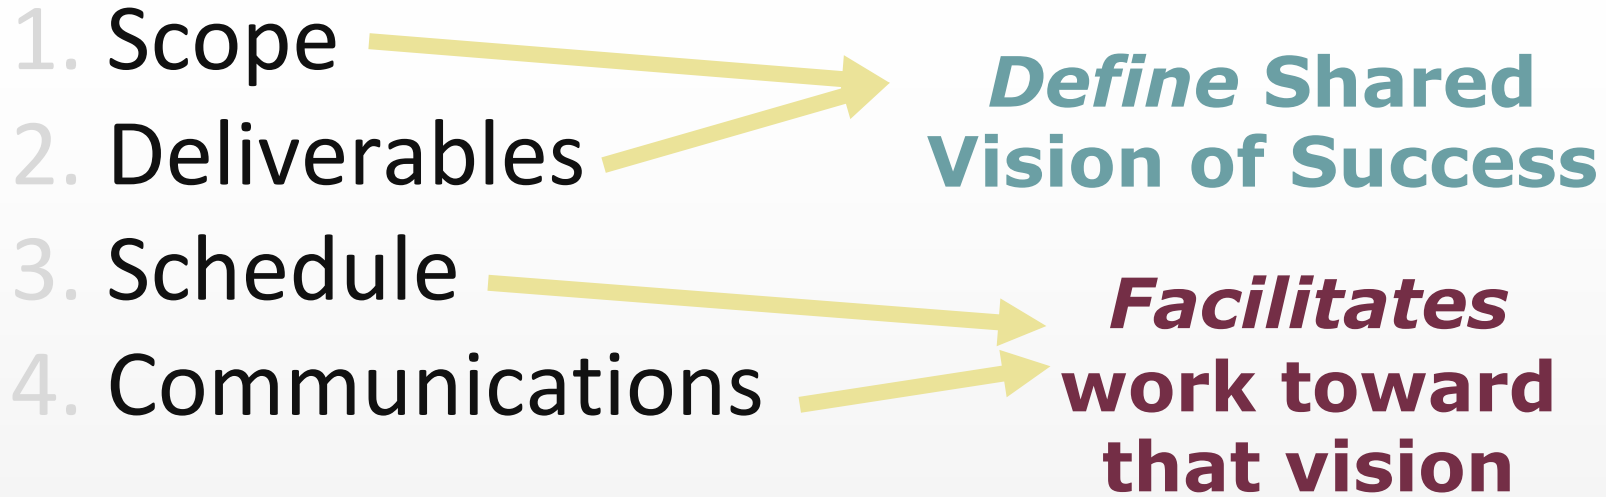 1. Scope
2. Deliverables
3. Schedule
4. Communications
Define Shared
Vision of Success
Facilitates
work toward
that vision